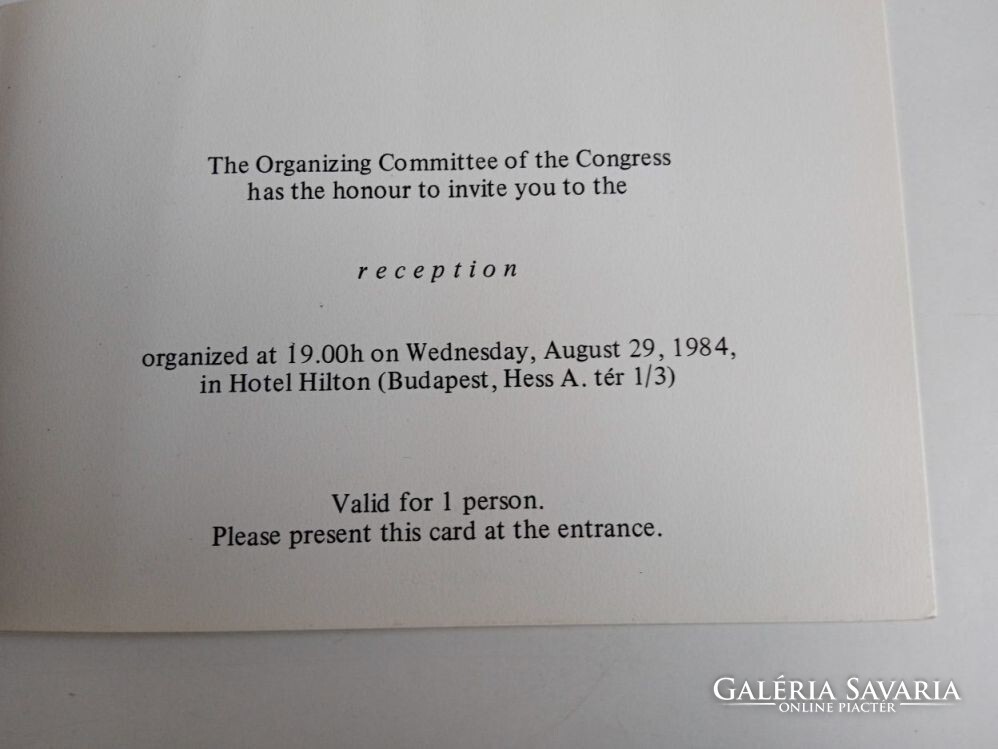 The Organizing Committee of the Congress
has the honour to invite you to the
reception
organized at 19.00h on Wednesday, August 29, 1984,
in Hotel Hilton (Budapest, Hess A. tér 1/3)
Valid for 1 person.
Please present this card at the entrance.
GALÉRIA SAVARIA
ONLINE PIACTÉR